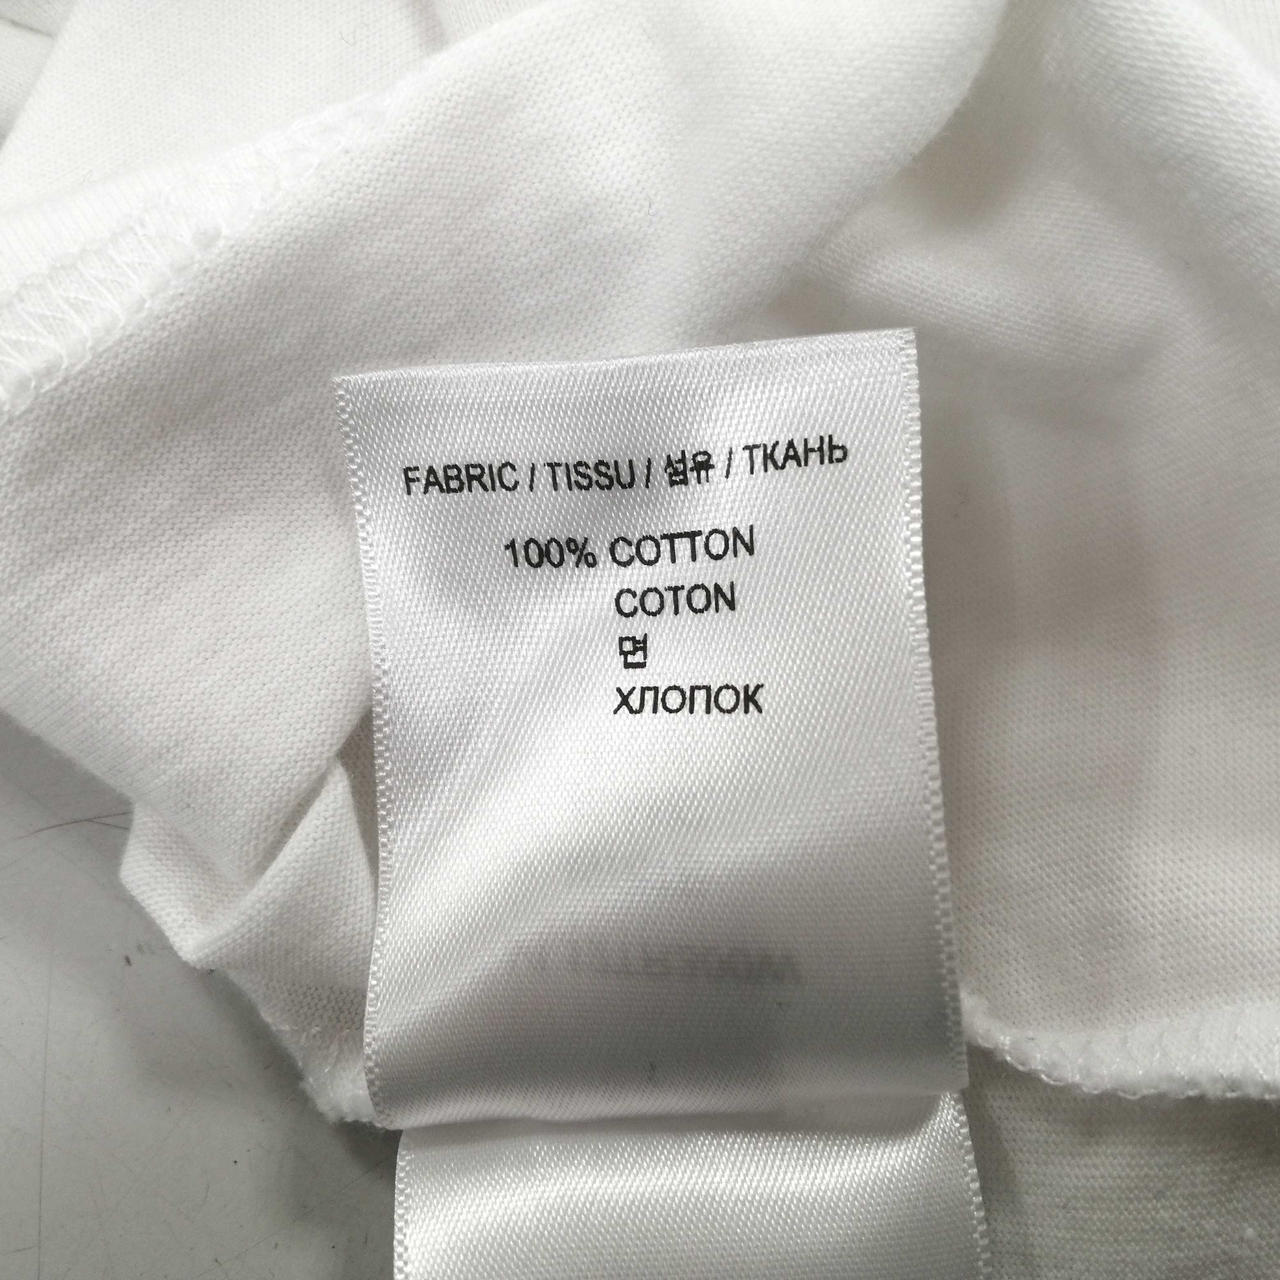 FABRIC / TISSU / 섬유 / ТКАНЬ
100% COTTON
COTON
면
ХЛОПОК